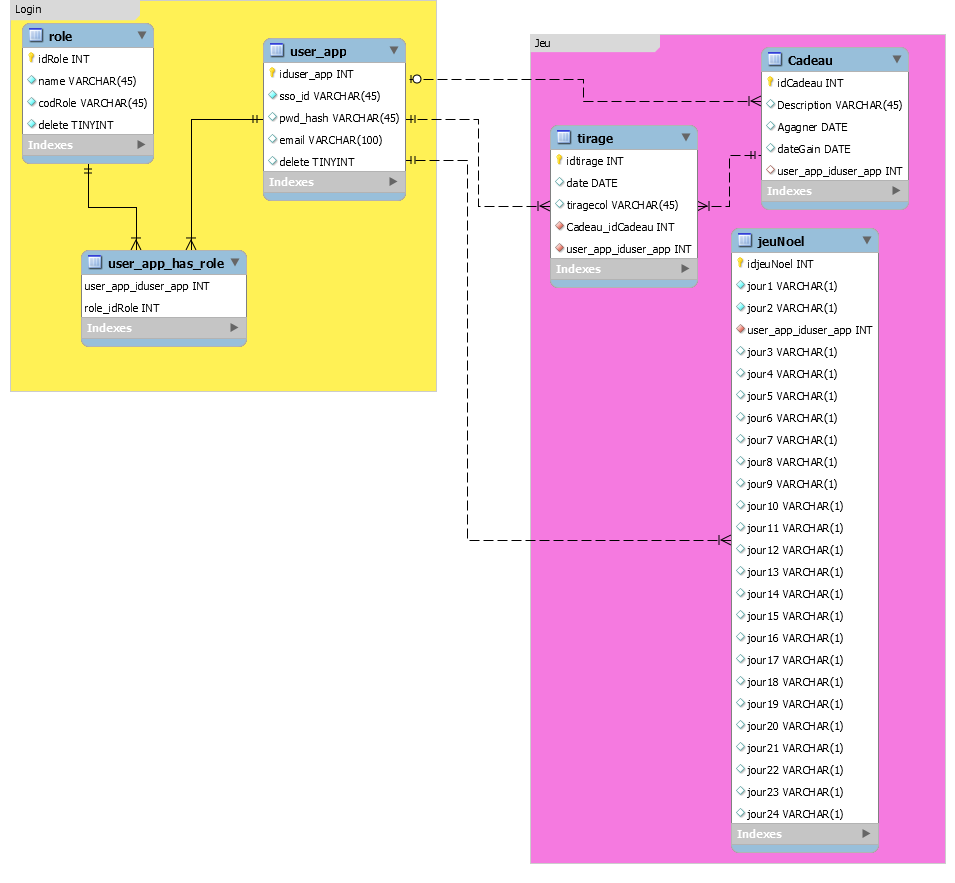 Login
role
idRole INT
name VARCHAR(45)
codRole VARCHAR(45)
delete TINYINT
Indexes
user_app
iduser_app INT
sso_id VARCHAR(45)
pwd_hash VARCHAR(45)
email VARCHAR(100)
delete TINYINT
Indexes
user_app_has_role
user_app_iduser_app INT
role_idRole INT
Indexes
Jeu
tirage
idtirage INT
date DATE
tiragecol VARCHAR(45)
Cadeau_idCadeau INT
user_app_iduser_app INT
Indexes
Cadeau
idCadeau INT
Description VARCHAR(45)
Agagner DATE
dateGain DATE
user_app_iduser_app INT
Indexes
jeuNoel
idjeuNoel INT
jour1 VARCHAR(1)
jour2 VARCHAR(1)
user_app_iduser_app INT
jour3 VARCHAR(1)
jour4 VARCHAR(1)
jour5 VARCHAR(1)
jour6 VARCHAR(1)
jour7 VARCHAR(1)
jour8 VARCHAR(1)
jour9 VARCHAR(1)
jour10 VARCHAR(1)
jour11 VARCHAR(1)
jour12 VARCHAR(1)
jour13 VARCHAR(1)
jour14 VARCHAR(1)
jour15 VARCHAR(1)
jour16 VARCHAR(1)
jour17 VARCHAR(1)
jour18 VARCHAR(1)
jour19 VARCHAR(1)
jour20 VARCHAR(1)
jour21 VARCHAR(1)
jour22 VARCHAR(1)
jour23 VARCHAR(1)
jour24 VARCHAR(1)
Indexes